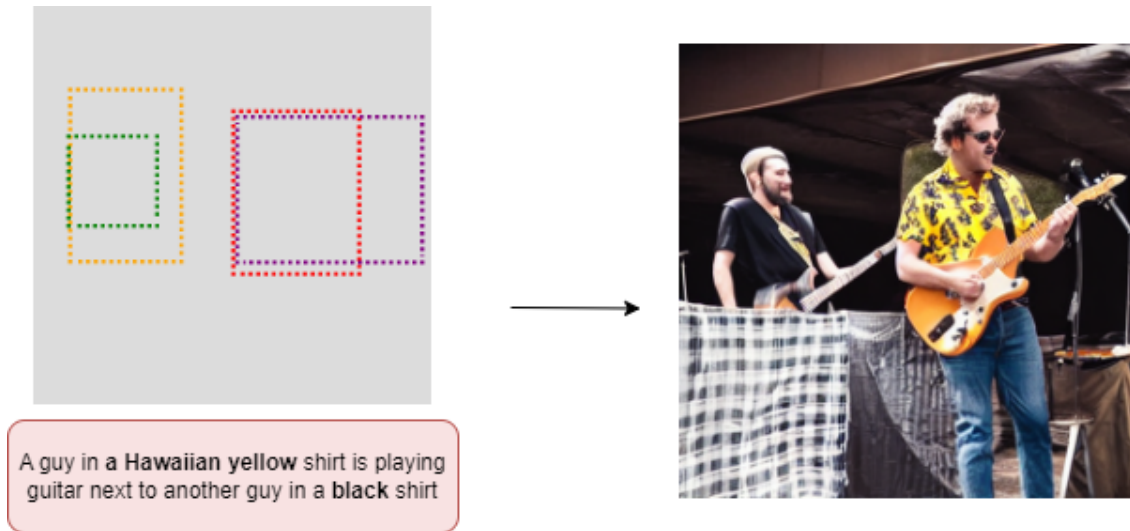 A guy in a Hawaiian yellow shirt is playing
guitar next to another guy in a black shirt